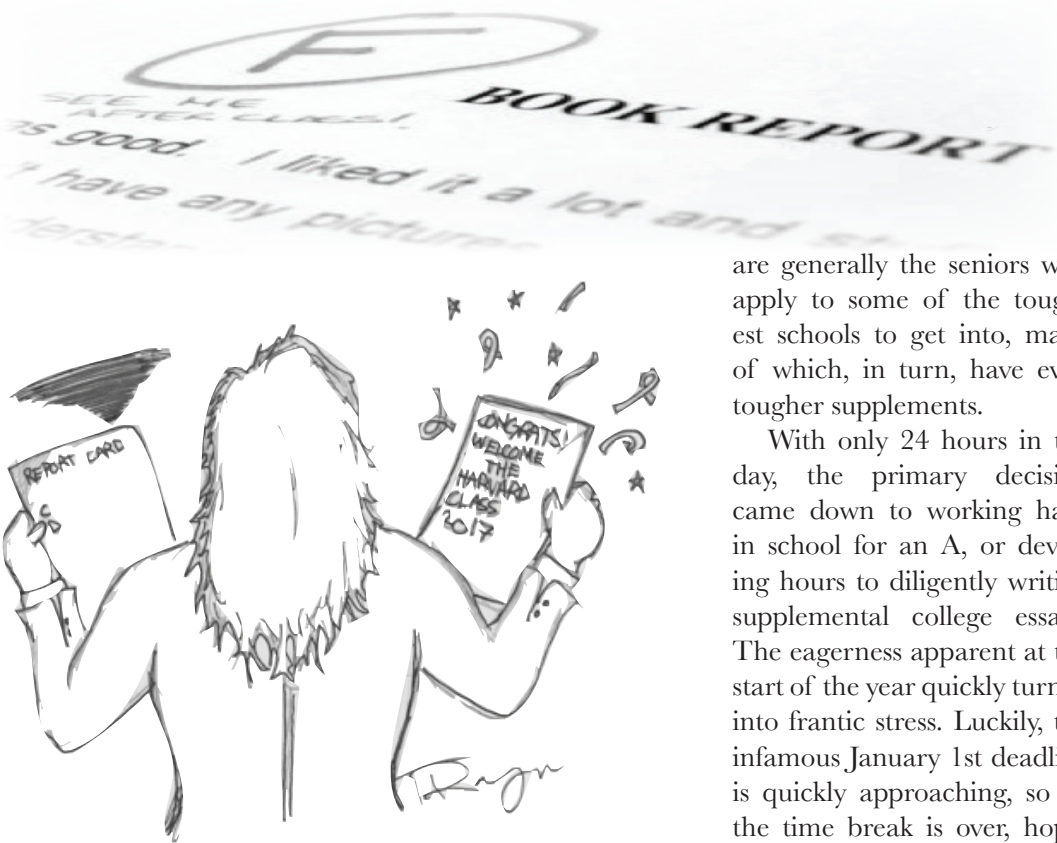 F
SEE ME
AFTER CLASS!
BOOK REPORT
as good. I liked it a lot and
have any pictures
REPORT CARD
C
D
CONGRATS!
WELCOME
THE
HARVARD
CLASS
2017
are generally the seniors
apply to some of the toug
est schools to get into, ma
of which, in turn, have ev
tougher supplements.
With only 24 hours in t
day, the primary decisi
came down to working ha
in school for an A, or dev
ing hours to diligently writi
supplemental college essa
The eagerness apparent at t
start of the year quickly turn
into frantic stress. Luckily, t
infamous January 1st deadli
is quickly approaching, so
the time break is over, hop